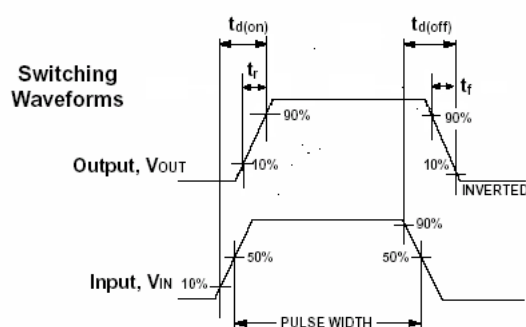 td(on)
td(off)
Switching
Waveforms
tr
tf
90%
90%
Output, VOUT
10%
10%
INVERTED
90%
50%
50%
Input, VIN
10%
PULSE WIDTH